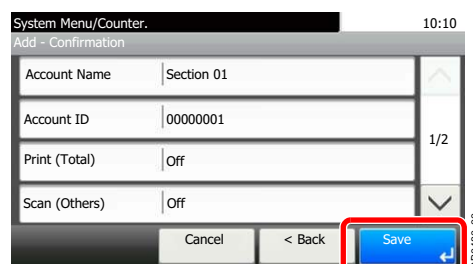 System Menu/Counter. 10:10
Add - Confirmation
Account Name Section 01
Account ID 00000001
1/2
Print (Total) Off
Scan (Others) Off
Cancel < Back Save